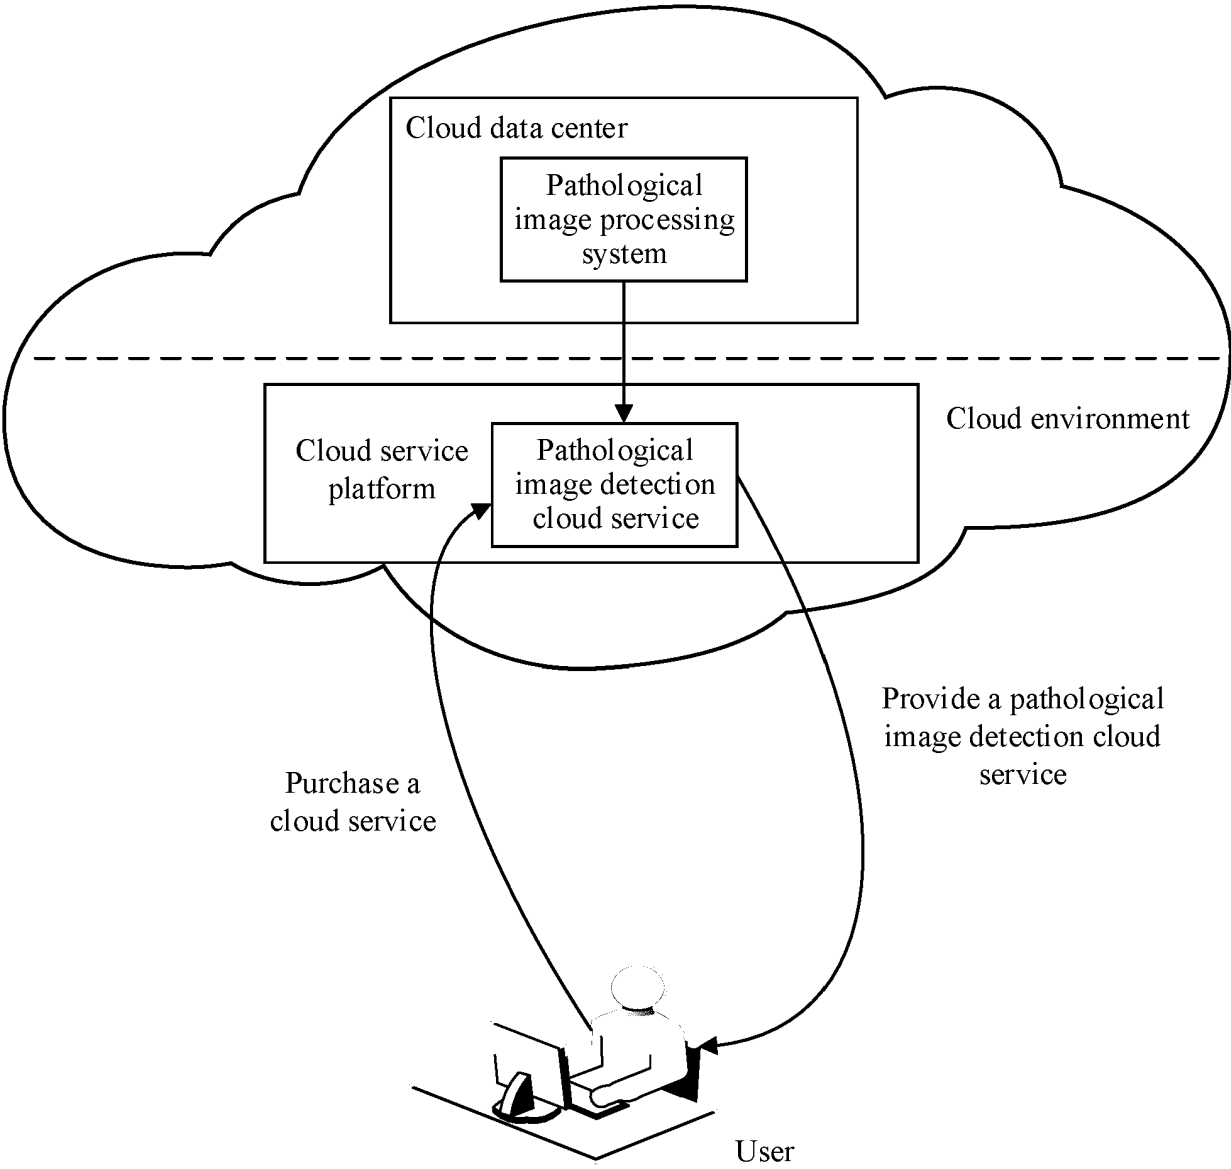 Cloud data center
Pathological
image processing
system
Cloud environment
Cloud service
platform
Pathological
image detection
cloud service
Provide a pathological
image detection cloud
service
Purchase a
cloud service
User